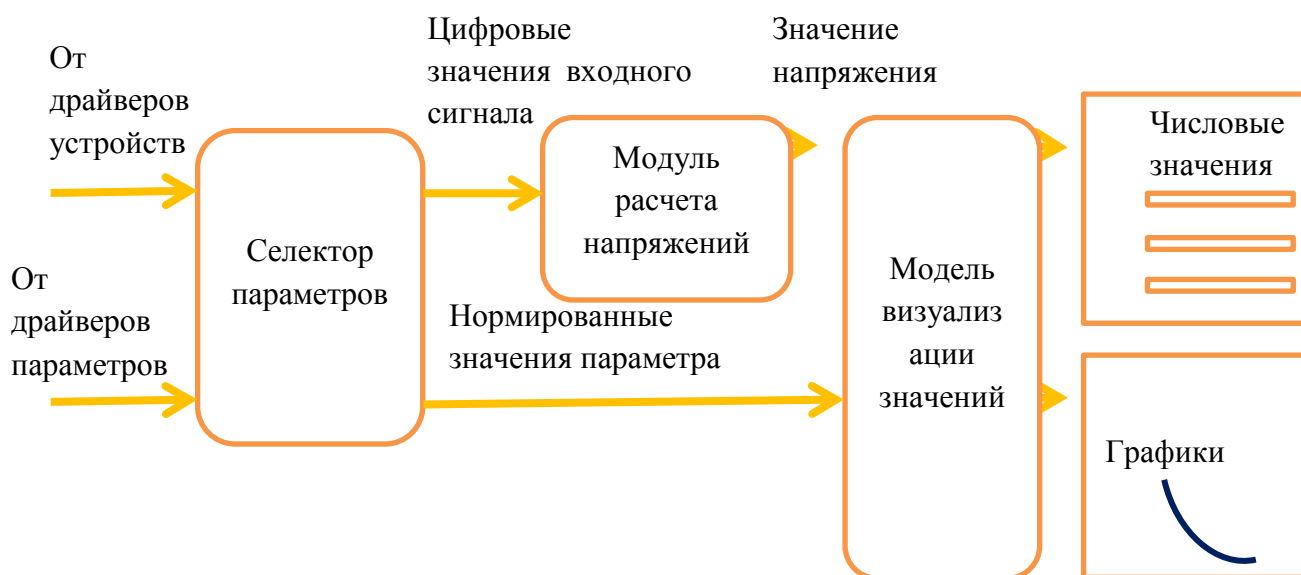 От
драйверов
устройств
От
драйверов
параметров
Селектор
параметров
Цифровые
значения входного
сигнала
Модуль
расчета
напряжений
Нормированные
значения параметра
Значение
напряжения
Модель
визуализ
ации
значений
Числовые
значения
Графики